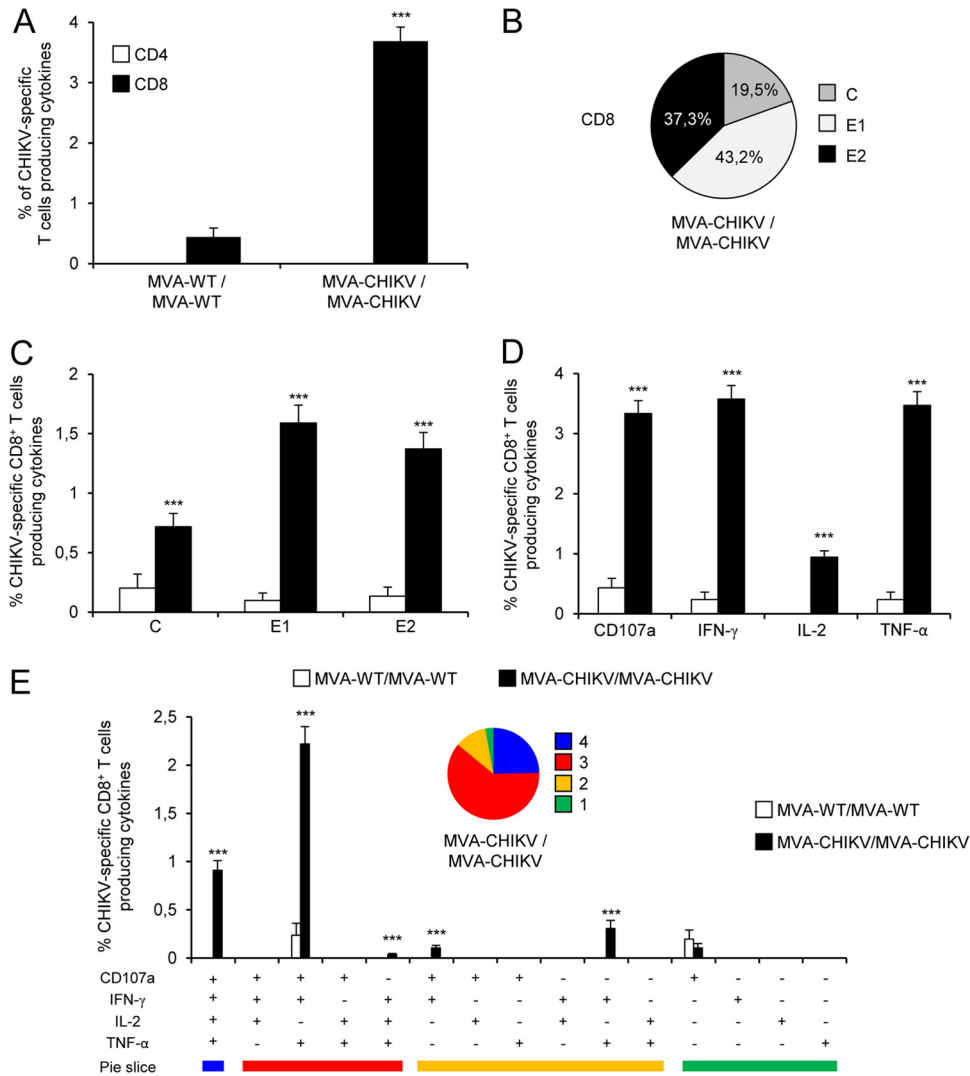 A
% of CHIKV-specific
T cells producing cytokines
4
3
2
1
0
***
CD4
CD8
MVA-WT /
MVA-WT
MVA-CHIKV /
MVA-CHIKV
B
CD8
19,5%
37,3%
43,2%
C
E1
E2
MVA-CHIKV /
MVA-CHIKV
C
% CHIKV-specific CD8+ T cells
producing cytokines
2
1,5
1
0,5
0
***
***
***
C E1 E2
D
% CHIKV-specific CD8+ T cells
producing cytokines
4
3
2
1
0
***
***
***
***
CD107a IFN-γ IL-2 TNF-α
MVA-WT/MVA-WT MVA-CHIKV/MVA-CHIKV
E
% CHIKV-specific CD8+ T cells
producing cytokines
2,5
2
1,5
1
0,5
0
***
***
***
***
***
4
3
2
1
MVA-CHIKV /
MVA-CHIKV
MVA-WT/MVA-WT
MVA-CHIKV/MVA-CHIKV
CD107a + + + + - + + + - - - + - - -
IFN-γ + + + - + + - - + + - - + - -
IL-2 + + - + + - + - + - + - - + -
TNF-α + - + + + - - + - + + - - - +
Pie slice